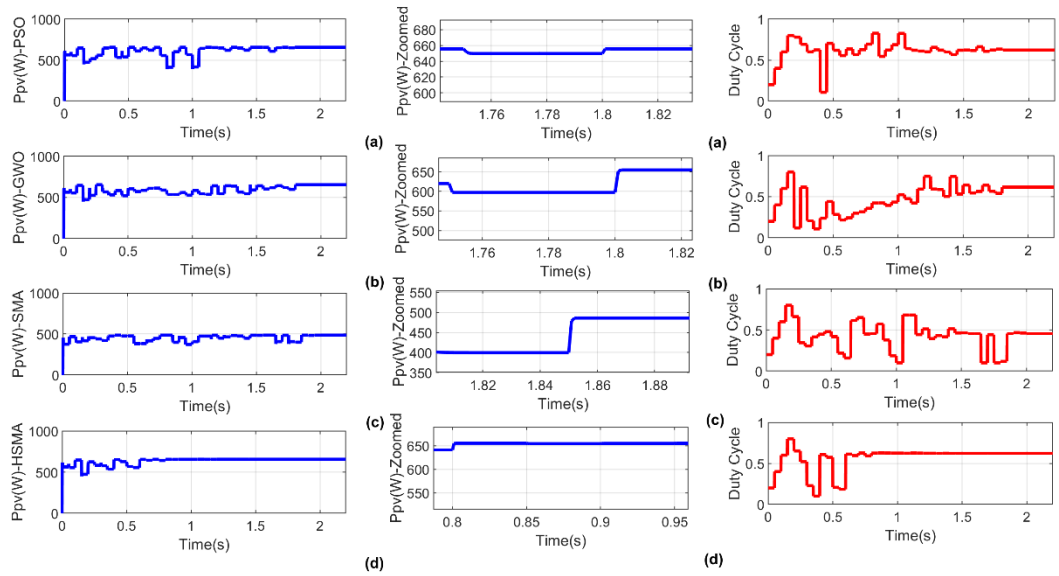 1000
500
0
Ppv(W)-PSO
0 0.5 1 1.5 2
Time(s)
680
660
640
620
600
Ppv(W)-Zoomed
1.76 1.78 1.8 1.82
Time(s)
1
0.5
0
Duty Cycle
0 0.5 1 1.5 2
Time(s)
(a)
(a)
1000
500
0
Ppv(W)-GWO
0 0.5 1 1.5 2
Time(s)
650
600
550
500
Ppv(W)-Zoomed
1.76 1.78 1.8 1.82
Time(s)
1
0.5
0
Duty Cycle
0 0.5 1 1.5 2
Time(s)
(b)
(b)
1000
500
0
Ppv(W)-SMA
0 0.5 1 1.5 2
Time(s)
550
500
450
400
350
Ppv(W)-Zoomed
1.82 1.84 1.86 1.88
Time(s)
1
0.5
0
Duty Cycle
0 0.5 1 1.5 2
Time(s)
(c)
(c)
1000
500
0
Ppv(W)-HSMA
0 0.5 1 1.5 2
Time(s)
650
600
550
Ppv(W)-Zoomed
0.8 0.85 0.9 0.95
Time(s)
1
0.5
0
Duty Cycle
0 0.5 1 1.5 2
Time(s)
(d)
(d)